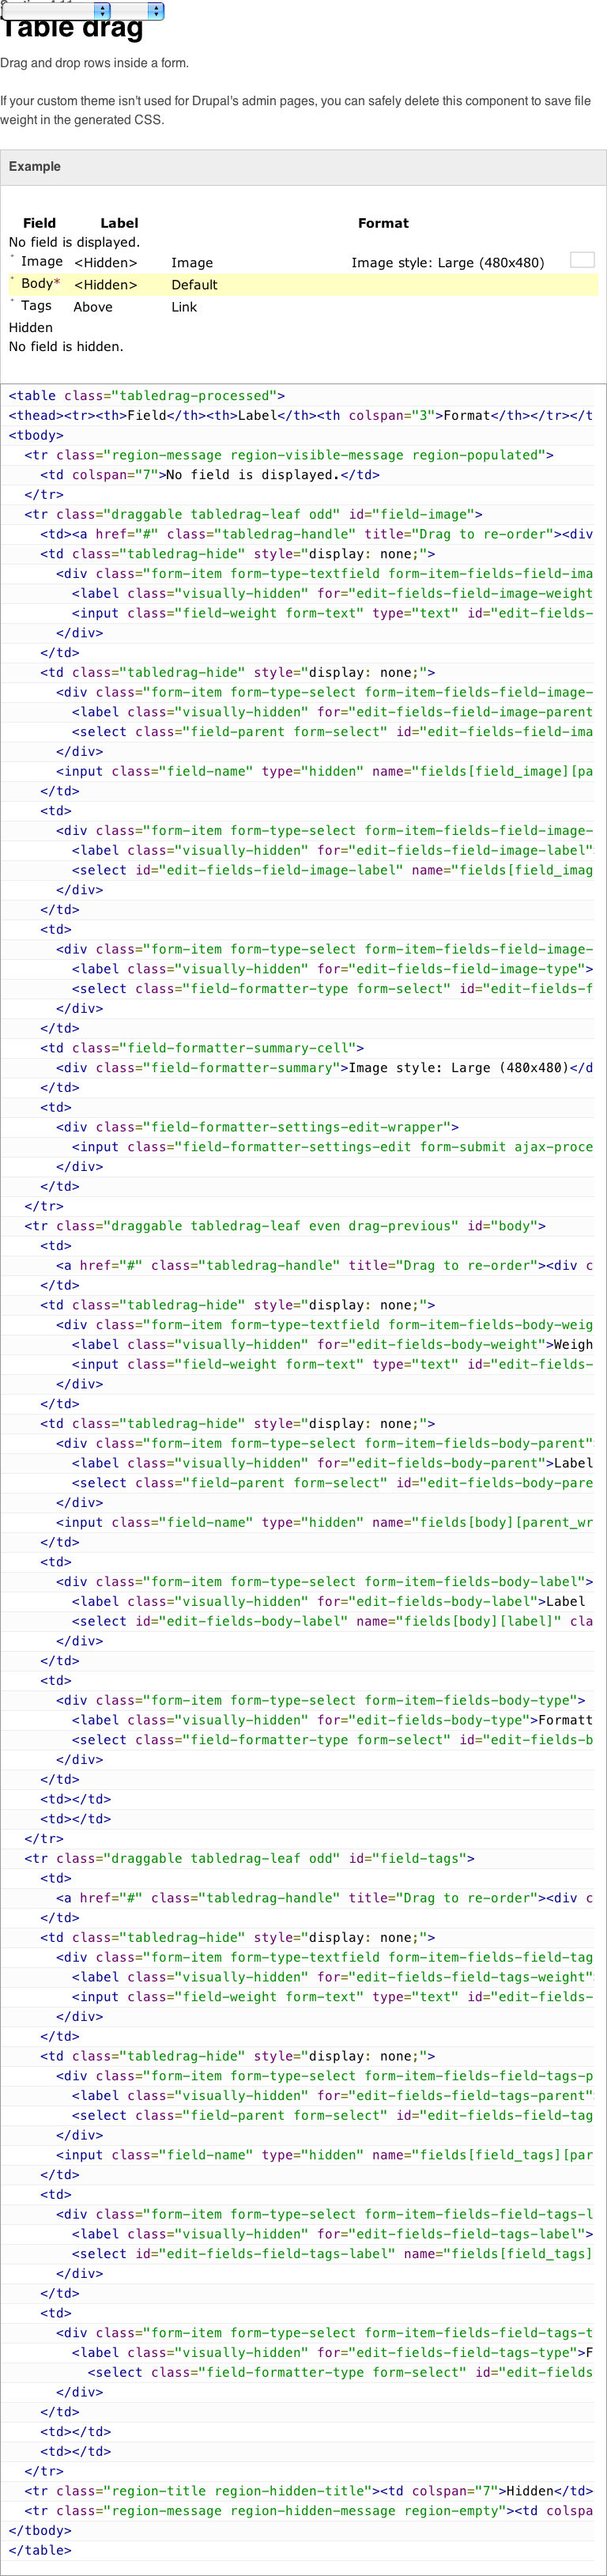 Table drag
Drag and drop rows inside a form.
If your custom theme isn't used for Drupal's admin pages, you can safely delete this component to save file
weight in the generated CSS.
Example
Field Label Format
No field is displayed.
Image <Hidden> Image Image style: Large (480x480)
Body* <Hidden> Default
Tags Above Link
Hidden
No field is hidden.
<table class="tabledrag-processed">
<thead><tr><th>Field</th><th>Label</th><th colspan="3">Format</th></tr></t
<tbody>
<tr class="region-message region-visible-message region-populated">
<td colspan="7">No field is displayed.</td>
</tr>
<tr class="draggable tabledrag-leaf odd" id="field-image">
<td><a href="#" class="tabledrag-handle" title="Drag to re-order"><div
<td class="tabledrag-hide" style="display: none;">
<div class="form-item form-type-textfield form-item-fields-field-ima
<label class="visually-hidden" for="edit-fields-field-image-weight
<input class="field-weight form-text" type="text" id="edit-fields-
</div>
</td>
<td class="tabledrag-hide" style="display: none;">
<div class="form-item form-type-select form-item-fields-field-image-
<label class="visually-hidden" for="edit-fields-field-image-parent
<select class="field-parent form-select" id="edit-fields-field-ima
</div>
<input class="field-name" type="hidden" name="fields[field_image][pa
</td>
<td>
<div class="form-item form-type-select form-item-fields-field-image-
<label class="visually-hidden" for="edit-fields-field-image-label"
<select id="edit-fields-field-image-label" name="fields[field_imag
</div>
</td>
<td>
<div class="form-item form-type-select form-item-fields-field-image-
<label class="visually-hidden" for="edit-fields-field-image-type">
<select class="field-formatter-type form-select" id="edit-fields-f
</div>
</td>
<td class="field-formatter-summary-cell">
<div class="field-formatter-summary">Image style: Large (480x480)</d
</td>
<td>
<div class="field-formatter-settings-edit-wrapper">
<input class="field-formatter-settings-edit form-submit ajax-proce
</div>
</td>
</tr>
<tr class="draggable tabledrag-leaf even drag-previous" id="body">
<td>
<a href="#" class="tabledrag-handle" title="Drag to re-order"><div c
</td>
<td class="tabledrag-hide" style="display: none;">
<div class="form-item form-type-textfield form-item-fields-body-weig
<label class="visually-hidden" for="edit-fields-body-weight">Weigh
<input class="field-weight form-text" type="text" id="edit-fields-
</div>
</td>
<td class="tabledrag-hide" style="display: none;">
<div class="form-item form-type-select form-item-fields-body-parent"
<label class="visually-hidden" for="edit-fields-body-parent">Label
<select class="field-parent form-select" id="edit-fields-body-pare
</div>
<input class="field-name" type="hidden" name="fields[body][parent_wr
</td>
<td>
<div class="form-item form-type-select form-item-fields-body-label">
<label class="visually-hidden" for="edit-fields-body-label">Label
<select id="edit-fields-body-label" name="fields[body][label]" cla
</div>
</td>
<td>
<div class="form-item form-type-select form-item-fields-body-type">
<label class="visually-hidden" for="edit-fields-body-type">Formatt
<select class="field-formatter-type form-select" id="edit-fields-b
</div>
</td>
<td></td>
<td></td>
</tr>
<tr class="draggable tabledrag-leaf odd" id="field-tags">
<td>
<a href="#" class="tabledrag-handle" title="Drag to re-order"><div c
</td>
<td class="tabledrag-hide" style="display: none;">
<div class="form-item form-type-textfield form-item-fields-field-tag
<label class="visually-hidden" for="edit-fields-field-tags-weight"
<input class="field-weight form-text" type="text" id="edit-fields-
</div>
</td>
<td class="tabledrag-hide" style="display: none;">
<div class="form-item form-type-select form-item-fields-field-tags-p
<label class="visually-hidden" for="edit-fields-field-tags-parent"
<select class="field-parent form-select" id="edit-fields-field-tag
</div>
<input class="field-name" type="hidden" name="fields[field_tags][par
</td>
<td>
<div class="form-item form-type-select form-item-fields-field-tags-l
<label class="visually-hidden" for="edit-fields-field-tags-label">
<select id="edit-fields-field-tags-label" name="fields[field_tags]
</div>
</td>
<td>
<div class="form-item form-type-select form-item-fields-field-tags-t
<label class="visually-hidden" for="edit-fields-field-tags-type">F
<select class="field-formatter-type form-select" id="edit-fields
</div>
</td>
<td></td>
<td></td>
</tr>
<tr class="region-title region-hidden-title"><td colspan="7">Hidden</td>
<tr class="region-message region-hidden-message region-empty"><td colspa
</tbody>
</table>